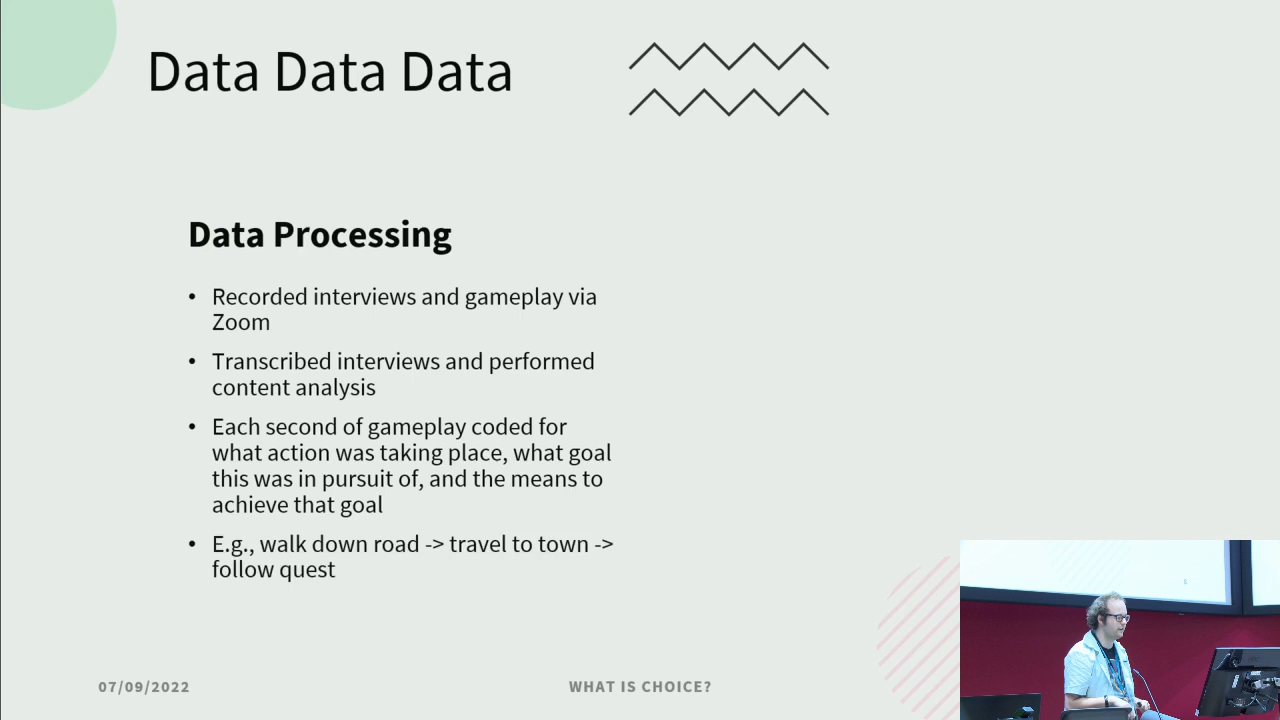 Data Data Data
Data Processing
• Recorded interviews and gameplay via
Zoom
• Transcribed interviews and performed
content analysis
• Each second of gameplay coded for
what action was taking place, what goal
this was in pursuit of, and the means to
achieve that goal
• E.g., walk down road -> travel to town ->
follow quest
07/09/2022
WHAT IS CHOICE?